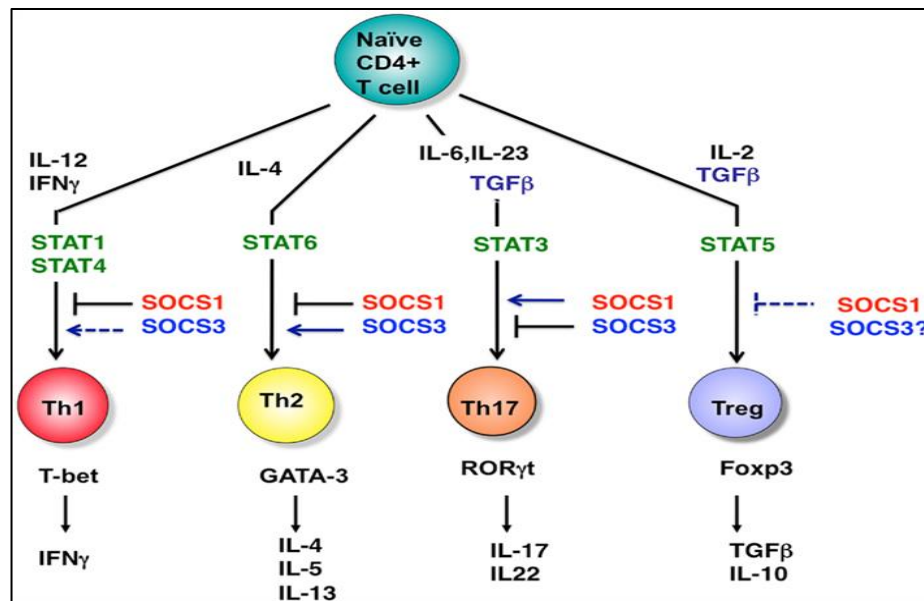 Naïve
CD4+
T cell
IL-12
IFNγ
IL-4
IL-6,IL-23
TGFβ
IL-2
TGFβ
STAT1
STAT4
STAT6
STAT3
STAT5
SOCS1
SOCS3
SOCS1
SOCS3
SOCS1
SOCS3
SOCS1
SOCS3?
Th1
Th2
Th17
Treg
T-bet
GATA-3
RORγt
Foxp3
IFNγ
IL-4
IL-5
IL-13
IL-17
IL22
TGFβ
IL-10